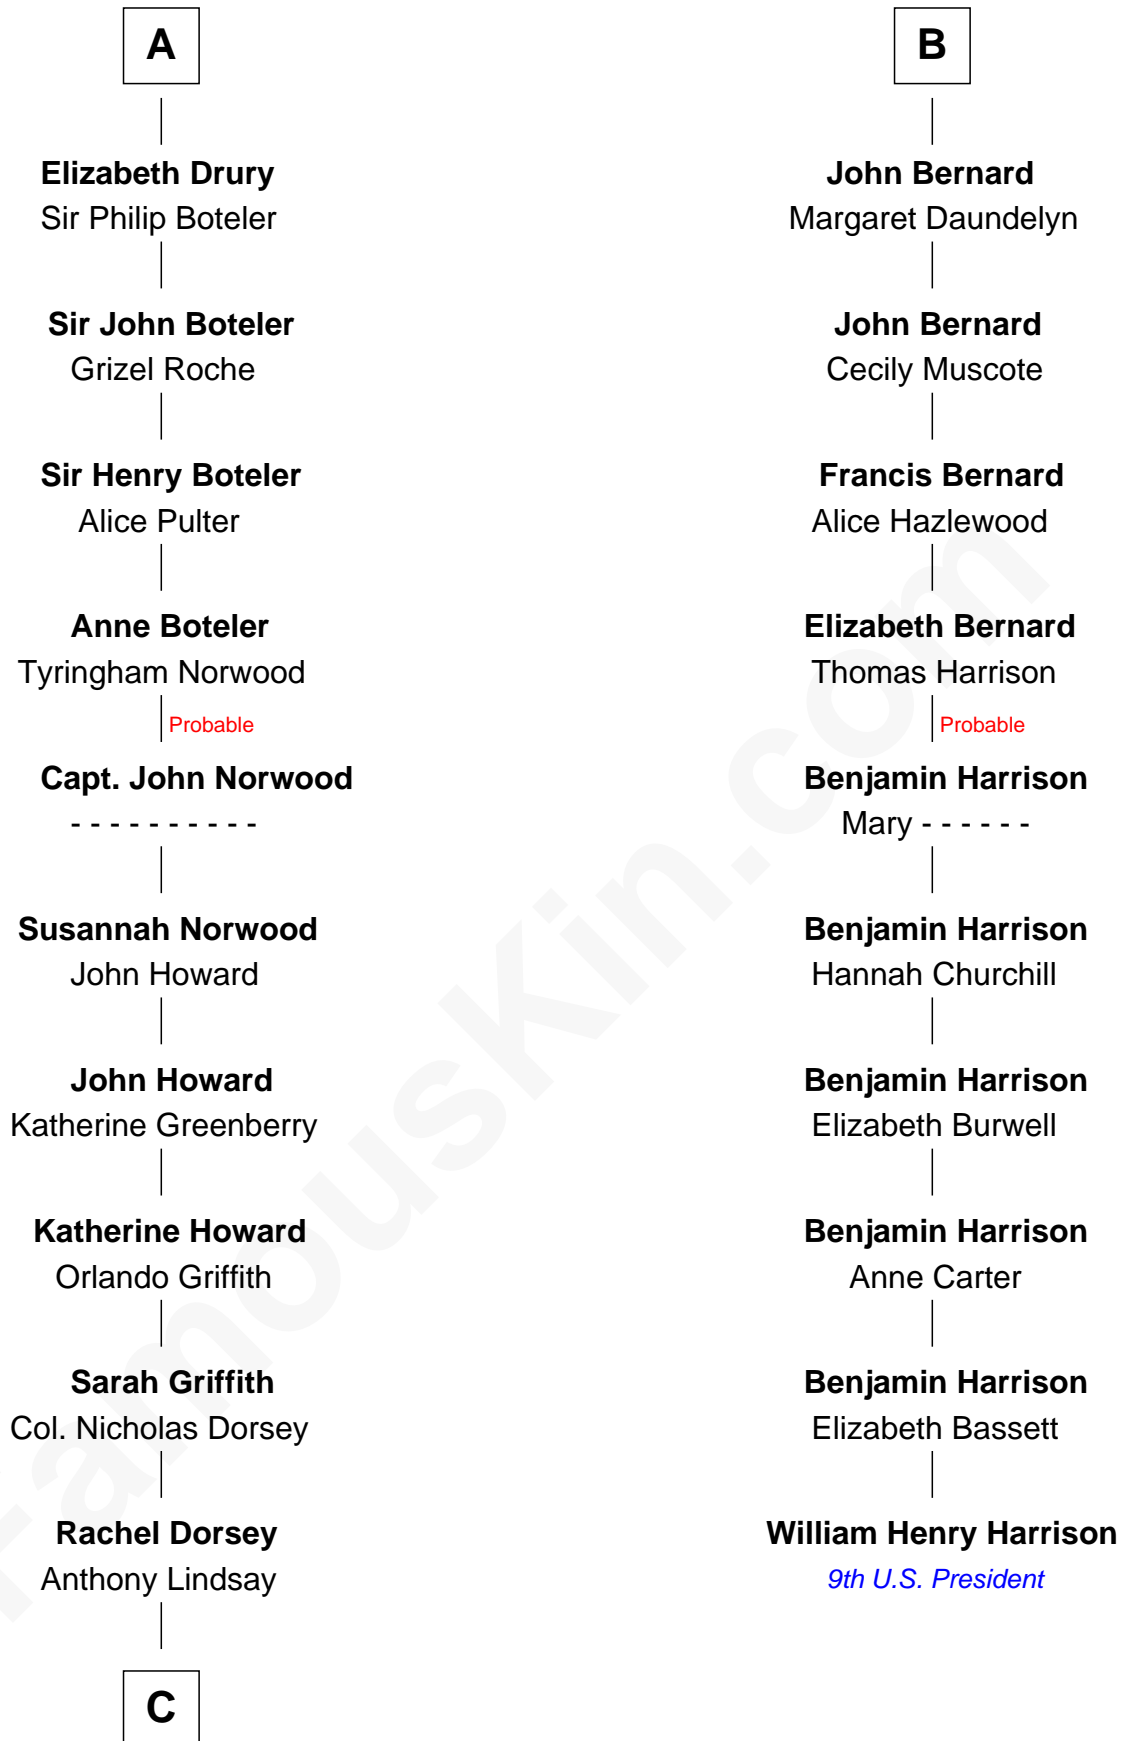 A
Elizabeth Drury
Sir Philip Boteler
Sir John Boteler
Grizel Roche
Sir Henry Boteler
Alice Pulter
Anne Boteler
Tyringham Norwood
Probable
Capt. John Norwood
- - - - - - - - - -
Susannah Norwood
John Howard
John Howard
Katherine Greenberry
Katherine Howard
Orlando Griffith
Sarah Griffith
Col. Nicholas Dorsey
Rachel Dorsey
Anthony Lindsay
C
B
John Bernard
Margaret Daundelyn
John Bernard
Cecily Muscote
Francis Bernard
Alice Hazlewood
Elizabeth Bernard
Thomas Harrison
Probable
Benjamin Harrison
Mary - - - - - -
Benjamin Harrison
Hannah Churchill
Benjamin Harrison
Elizabeth Burwell
Benjamin Harrison
Anne Carter
Benjamin Harrison
Elizabeth Bassett
William Henry Harrison
9th U.S. President
FamousKin.com